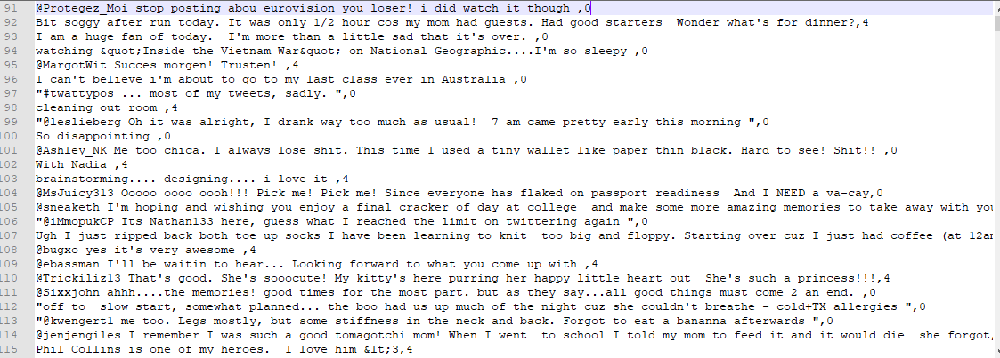 91 @Protegez_Moi stop posting abou eurovision you loser! i did watch it though ,0
92 Bit soggy after run today. It was only 1/2 hour cos my mom had guests. Had good starters  Wonder what's for dinner?,4
93 I am a huge fan of today.  I'm more than a little sad that it's over. ,0
94 watching &quot;Inside the Vietnam War&quot; on National Geographic....I'm so sleepy ,0
95 @MargotWit Succes morgen! Trusten! ,4
96 I can't believe i'm about to go to my last class ever in Australia ,0
97 "#twattypos ... most of my tweets, sadly. ",0
98 cleaning out room ,4
99 "@leslieberg Oh it was alright, I drank way too much as usual!  7 am came pretty early this morning ",0
100 So disappointing ,0
101 @Ashley_NK Me too chica. I always lose shit. This time I used a tiny wallet like paper thin black. Hard to see! Shit!! ,0
102 With Nadia ,4
103 brainstorming.... designing.... i love it ,4
104 @MsJuicy313 Ooooo oooo oooh!!! Pick me! Pick me! Since everyone has flaked on passport readiness  And I NEED a va-cay,0
105 @sneaketh I'm hoping and wishing you enjoy a final cracker of day at college  and make some more amazing memories to take away with you
106 "@iMmopukCP Its Nathan133 here, guess what I reached the limit on twittering again ",0
107 Ugh I just ripped back both toe up socks I have been learning to knit  too big and floppy. Starting over cuz I just had coffee (at 12am
108 @bugxo yes it's very awesome ,4
109 @ebassman I'll be waitin to hear... Looking forward to what you come up with ,4
110 @Trickiliz13 That's good. She's sooocute! My kitty's here purring her happy little heart out  She's such a princess!!!,4
111 @Sixxjohn ahhh....the memories! good times for the most part. but as they say...all good things must come 2 an end. ,0
112 "off to  slow start, somewhat planned... the boo had us up much of the night cuz she couldn't breathe - cold+TX allergies ",0
113 "@kwengert1 me too. Legs mostly, but some stiffness in the neck and back. Forgot to eat a bananna afterwards ",0
114 @jenjengiles I remember I was such a good tomagotchi mom! When I went  to school I told my mom to feed it and it would die  she forgot,
115 Phil Collins is one of my heroes.  I love him &lt;3,4